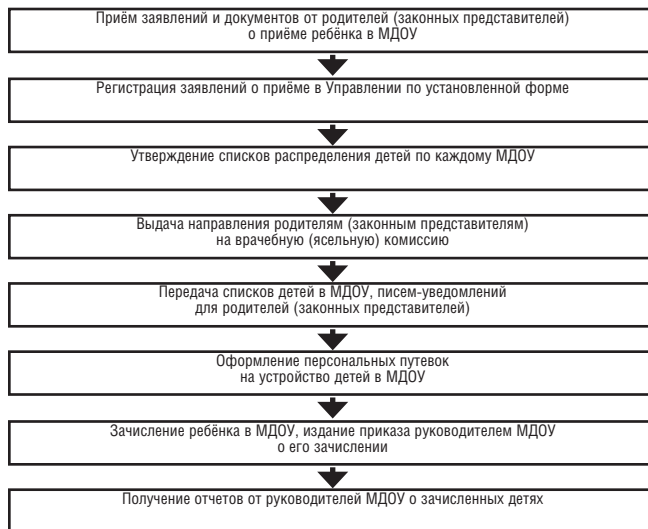 Приём заявлений и документов от родителей (законных представителей)
о приёме ребёнка в МДОУ
Регистрация заявлений о приёме в Управлении по установленной форме
Утверждение списков распределения детей по каждому МДОУ
Выдача направления родителям (законным представителям)
на врачебную (ясельную) комиссию
Передача списков детей в МДОУ, писем-уведомлений
для родителей (законных представителей)
Оформление персональных путевок
на устройство детей в МДОУ
Зачисление ребёнка в МДОУ, издание приказа руководителем МДОУ
о его зачислении
Получение отчетов от руководителей МДОУ о зачисленных детях